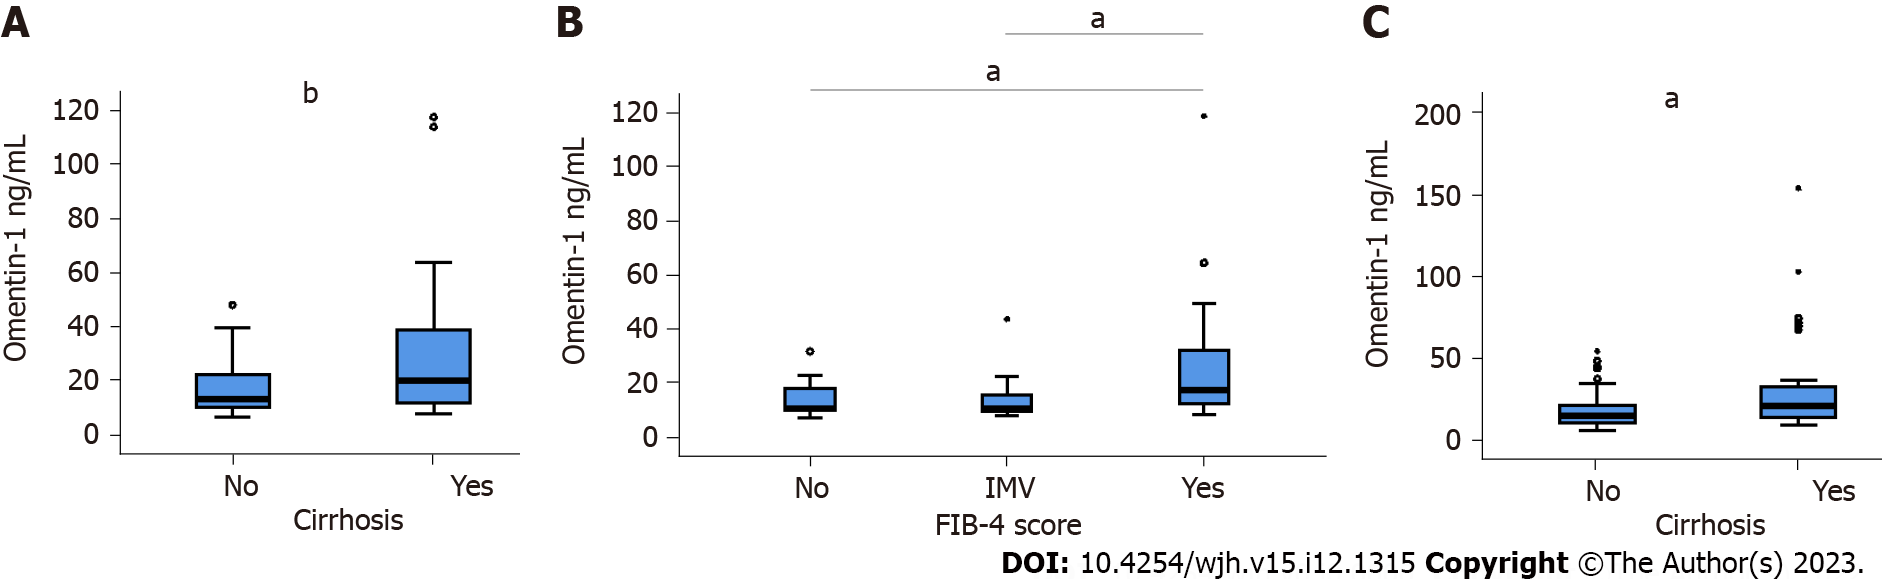 A
b
Omentin-1 ng/mL
120
100
80
60
40
20
0
No Yes
Cirrhosis
B
a
a
Omentin-1 ng/mL
120
100
80
60
40
20
0
No IMV Yes
FIB-4 score
C
a
Omentin-1 ng/mL
200
150
100
50
0
No Yes
Cirrhosis
DOI: 10.4254/wjh.v15.i12.1315 Copyright ©The Author(s) 2023.